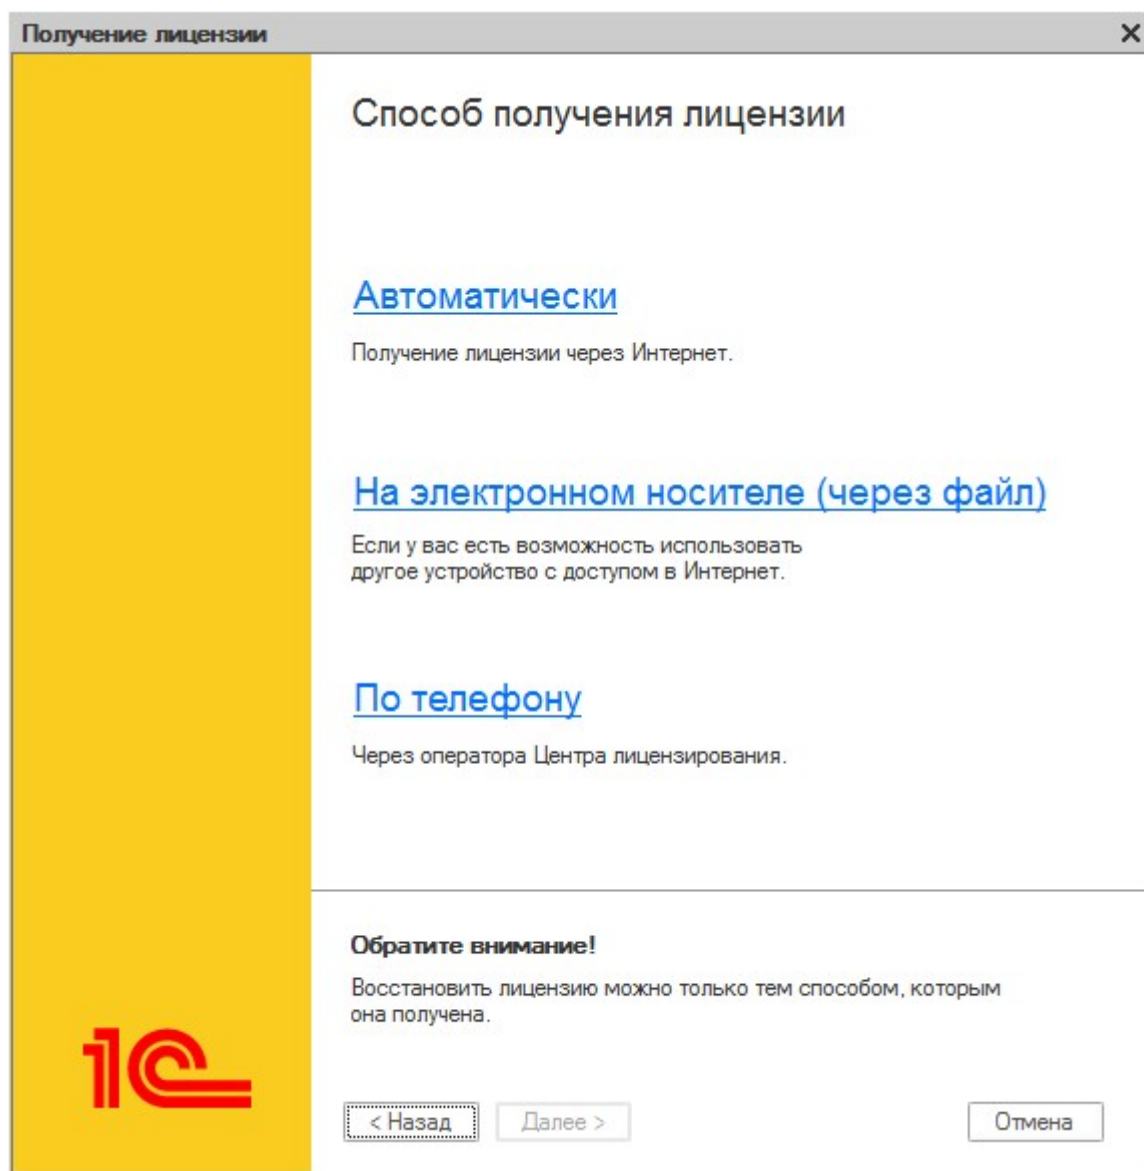 Получение лицензии
Способ получения лицензии
Автоматически
Получение лицензии через Интернет.
На электронном носителе (через файл)
Если у вас есть возможность использовать
другое устройство с доступом в Интернет.
По телефону
Через оператора Центра лицензирования.
Обратите внимание!
Восстановить лицензию можно только тем способом, которым
она получена.
1С
< Назад
Далее >
Отмена